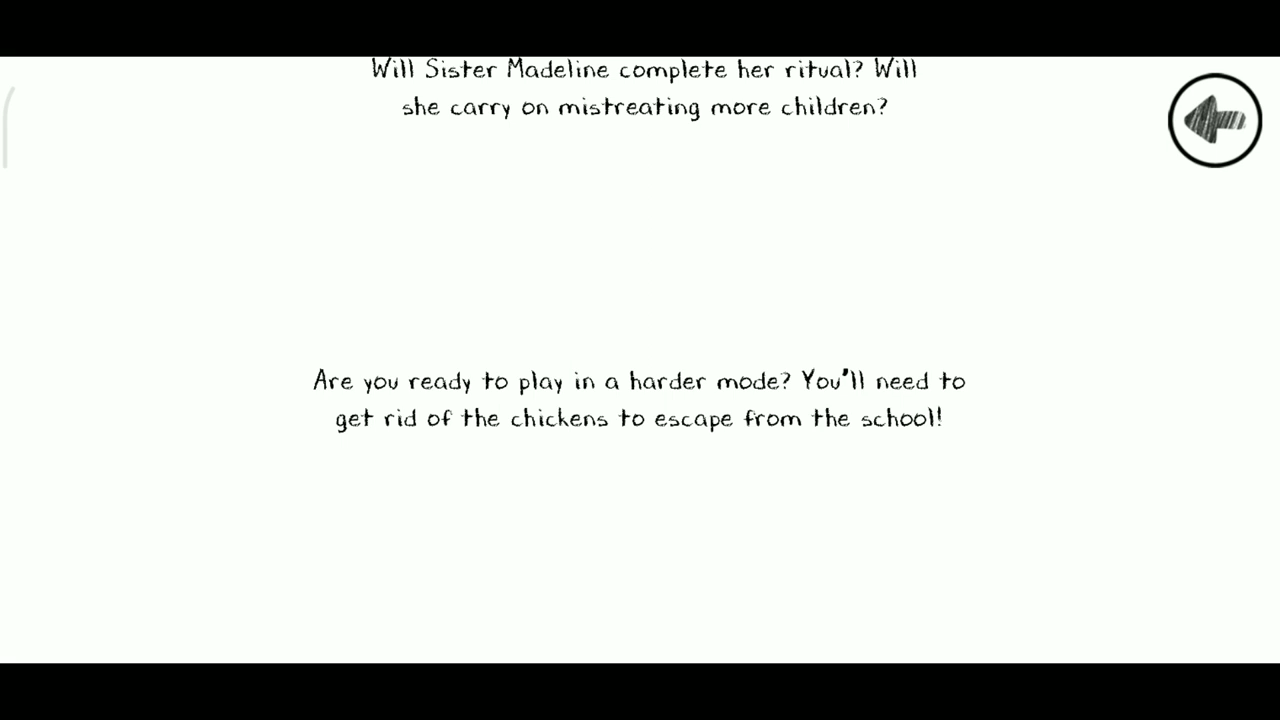 Will Sister Madeline complete her ritual? Will
she carry on mistreating more children?
Are you ready to play in a harder mode? You'll need to
get rid of the chickens to escape from the school!